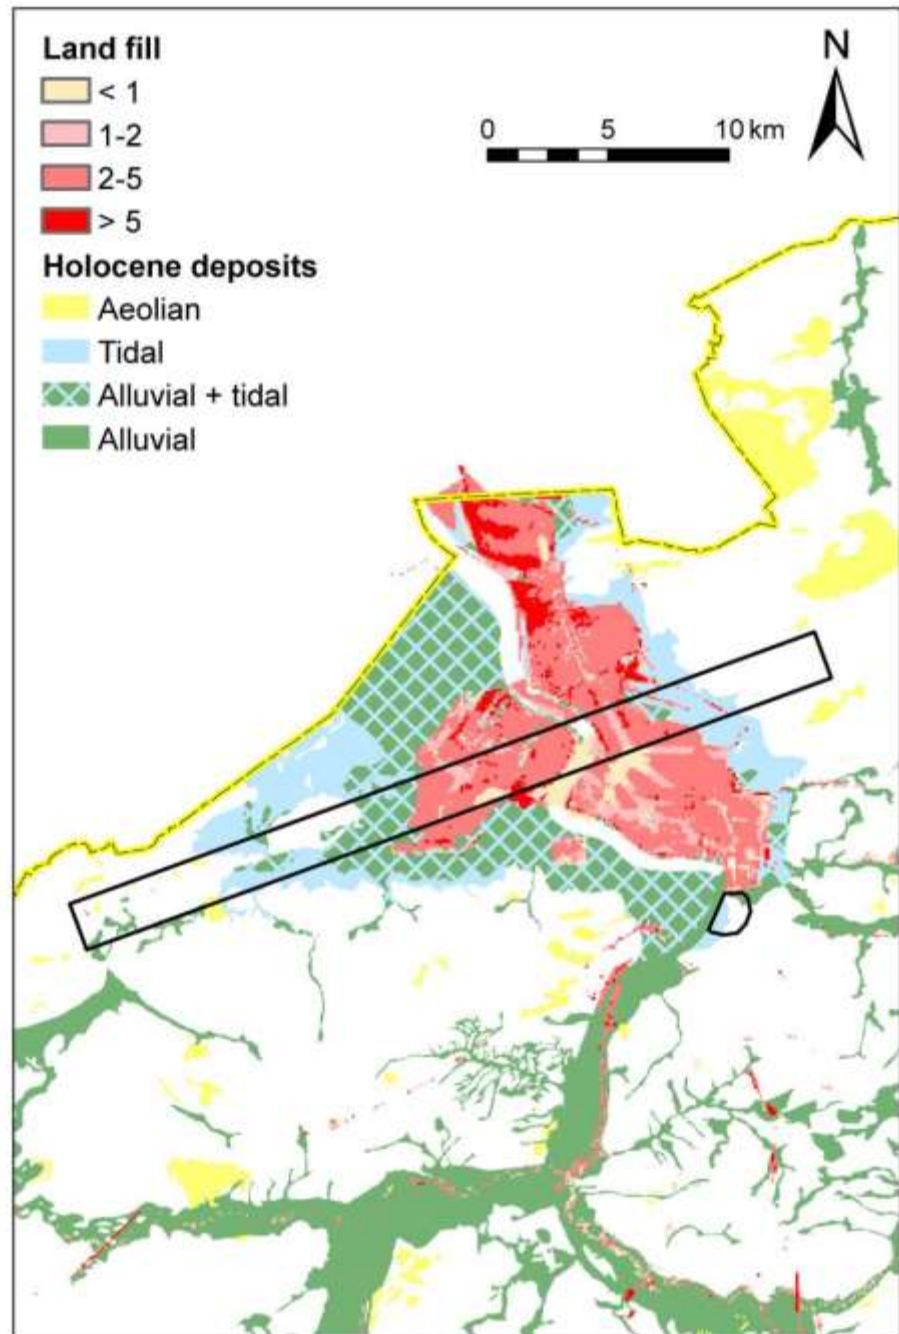 Land fill
< 1
1-2
2-5
> 5
Holocene deposits
Aeolian
Tidal
Alluvial + tidal
Alluvial
0 5 10 km
N